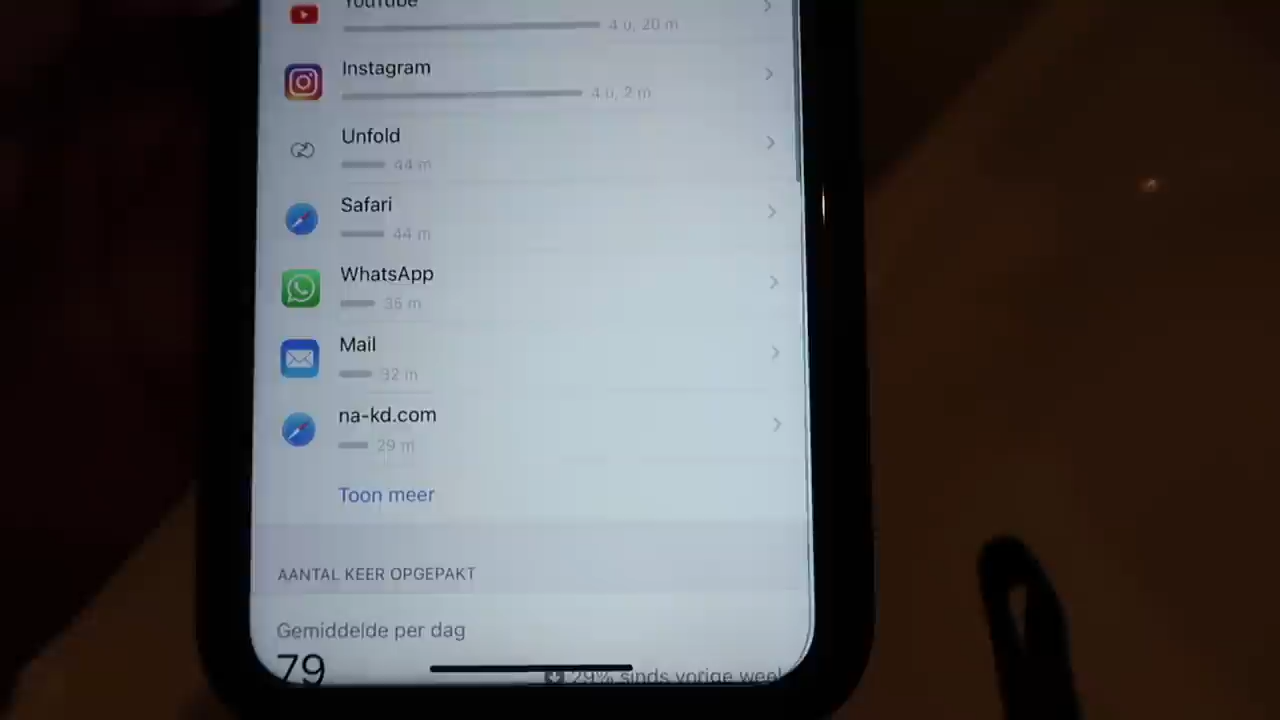 YouTube
4 u, 20 m
Instagram
4 u, 2 m
Unfold
44 m
Safari
44 m
WhatsApp
35 m
Mail
32 m
na-kd.com
29 m
Toon meer
AANTAL KEER OPGEPAKT
Gemiddelde per dag
79
29% sinds vorige week